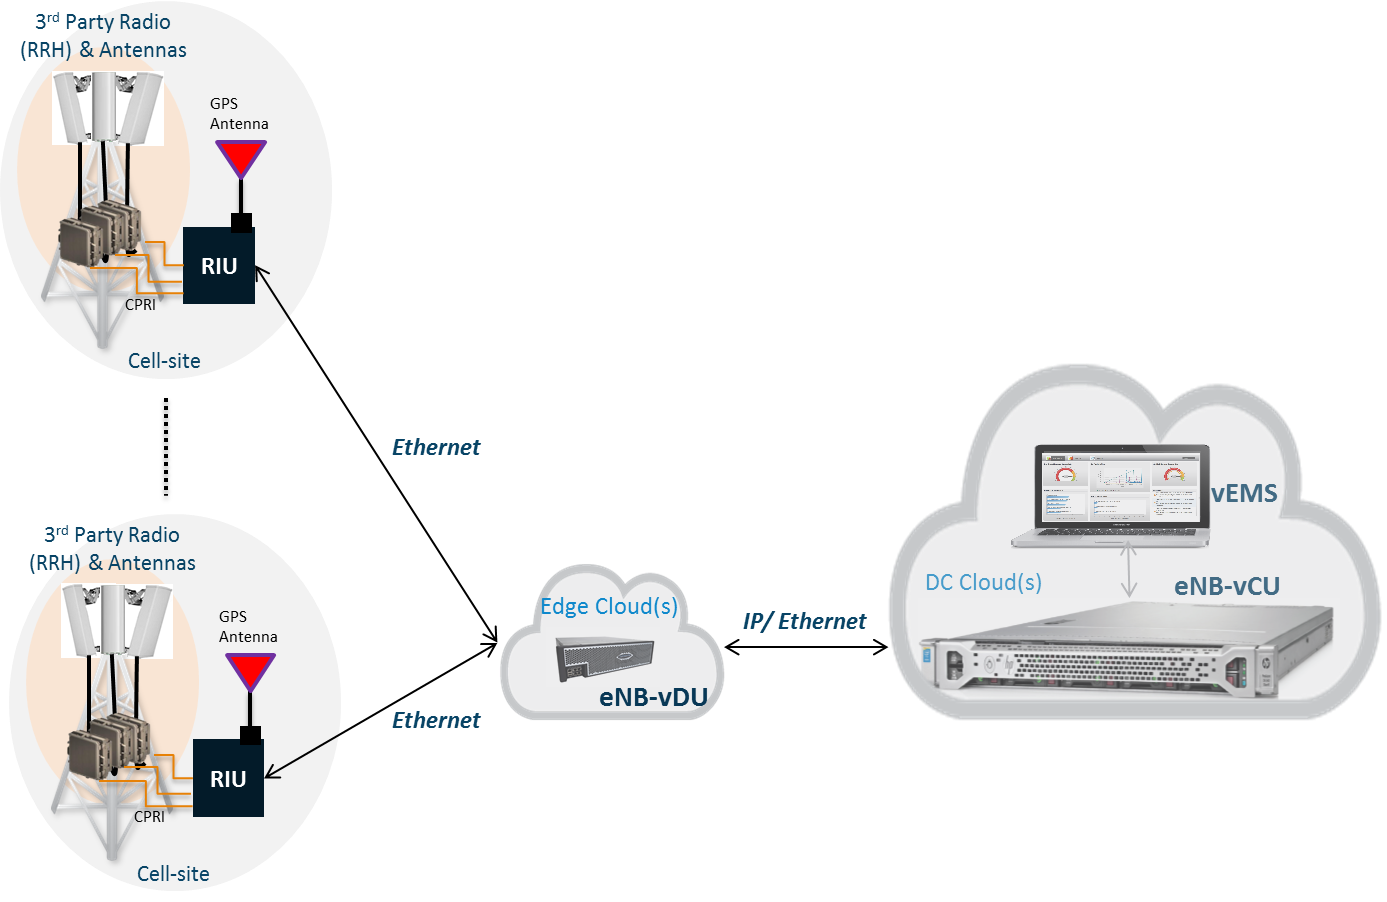 3rd Party Radio
(RRH) & Antennas
GPS
Antenna
RIU
CPRI
Cell-site
Ethernet
3rd Party Radio
(RRH) & Antennas
GPS
Antenna
RIU
CPRI
Cell-site
Ethernet
Edge Cloud(s)
eNB-vDU
IP/ Ethernet
vEMS
DC Cloud(s)
eNB-vCU